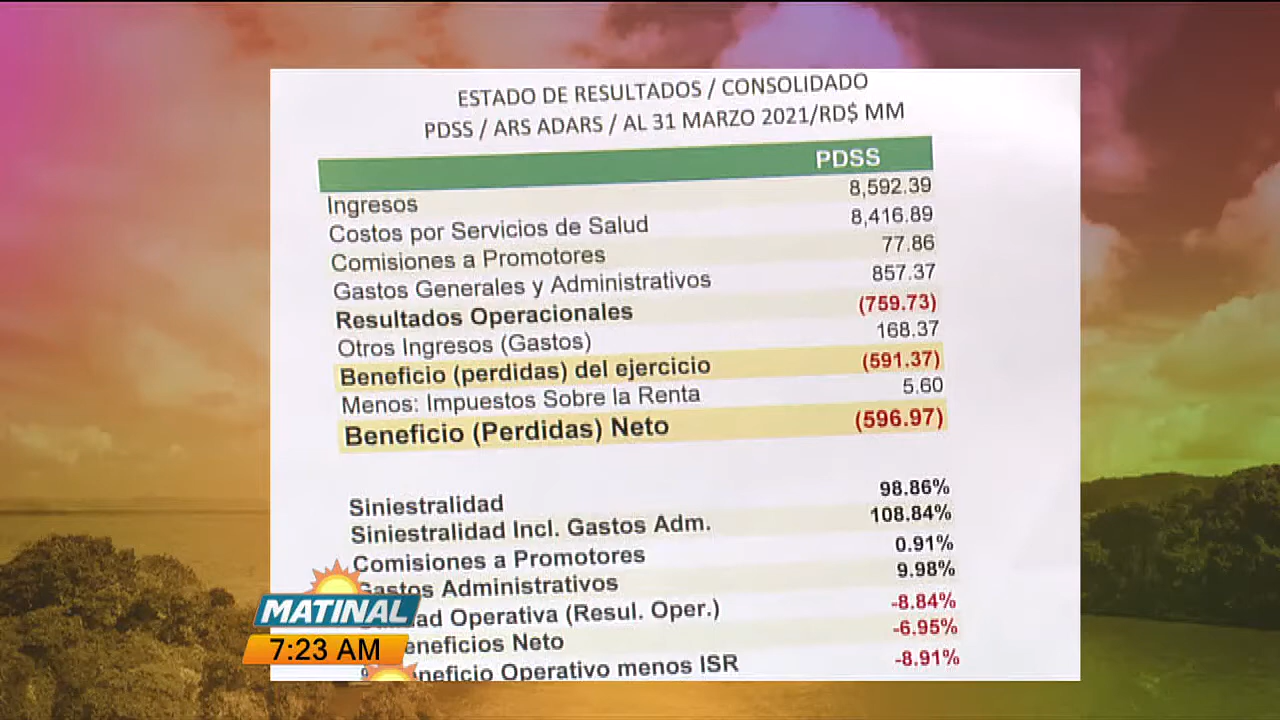 ESTADO DE RESULTADOS / CONSOLIDADO
PDSS / ARS ADARS / AL 31 MARZO 2021/RD$ MM
PDSS
Ingresos 8,592.39
Costos por Servicios de Salud 8,416.89
Comisiones a Promotores 77.86
Gastos Generales y Administrativos 857.37
Resultados Operacionales (759.73)
Otros Ingresos (Gastos) 168.37
Beneficio (perdidas) del ejercicio (591.37)
Menos: Impuestos Sobre la Renta 5.60
Beneficio (Perdidas) Neto (596.97)
Siniestralidad 98.86%
Siniestralidad Incl. Gastos Adm. 108.84%
Comisiones a Promotores 0.91%
Gastos Administrativos 9.98%
Operativa (Resul. Oper.) -8.84%
Beneficios Neto -6.95%
Beneficio Operativo menos ISR -8.91%
MATINAL
7:23 AM